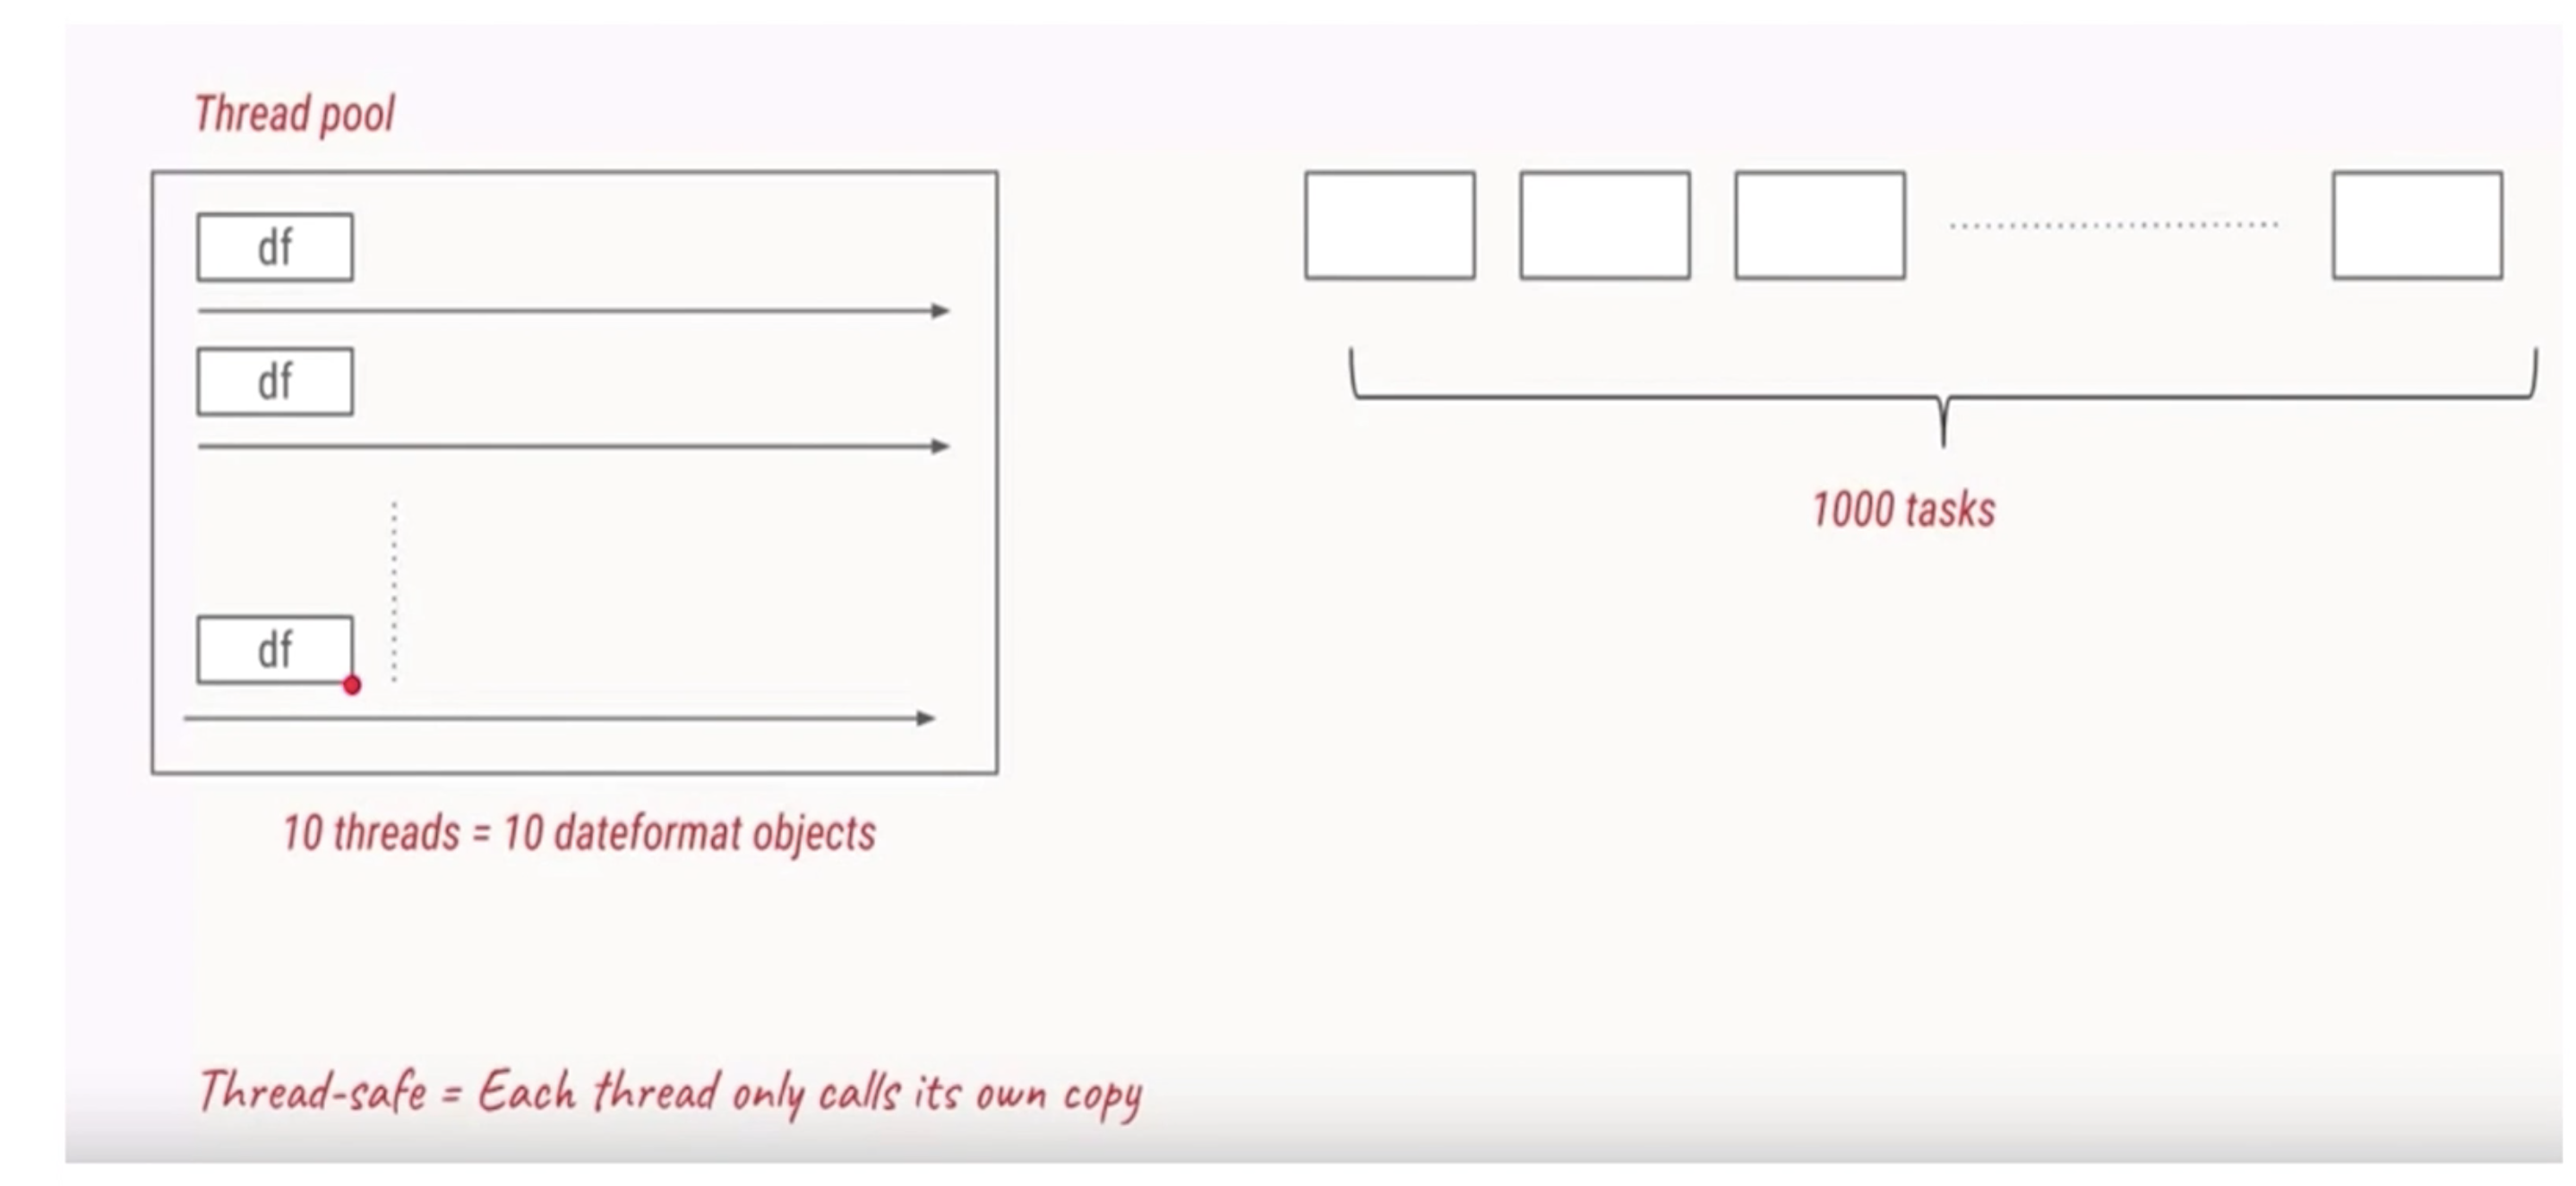 Thread pool
df
df
df
1000 tasks
10 threads = 10 dateformat objects
Thread-safe = Each thread only calls its own copy